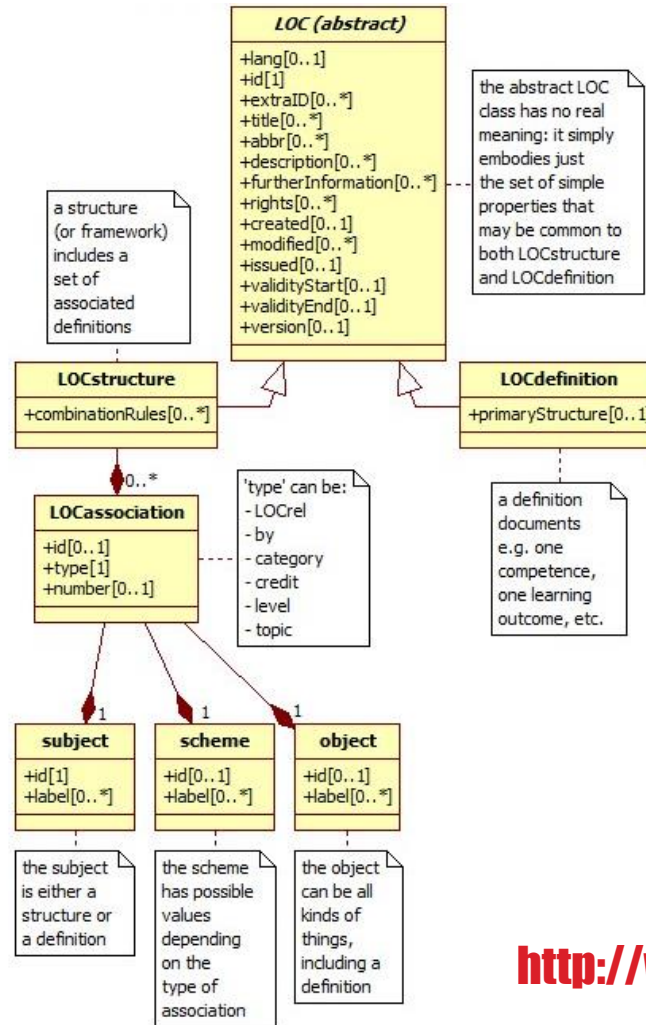 LOC (abstract)
+lang[0..1]
+id[1]
+extraID[0..*]
+title[0..*]
+abbr[0..*]
+description[0..*]
+furtherInformation[0..*]
+rights[0..*]
+created[0..1]
+modified[0..*]
+issued[0..1]
+validityStart[0..1]
+validityEnd[0..1]
+version[0..1]
the abstract LOC
class has no real
meaning: it simply
embodies just
the set of simple
properties that
may be common to
both LOCstructure
and LOCdefinition
a structure
(or framework)
includes a
set of
associated
definitions
LOCstructure
+combinationRules[0..*]
LOCdefinition
+primaryStructure[0..1]
0..*
LOCassociation
+id[0..1]
+type[1]
+number[0..1]
'type' can be:
- LOCrel
- by
- category
- credit
- level
- topic
a definition
documents
e.g. one
competence,
one learning
outcome, etc.
1
1
1
subject
+id[1]
+label[0..*]
scheme
+id[0..1]
+label[0..*]
object
+id[0..1]
+label[0..*]
the subject
is either a
structure or
a definition
the scheme
has possible
values
depending
on the
type of
association
the object
can be all
kinds of
things,
including a
definition
http://